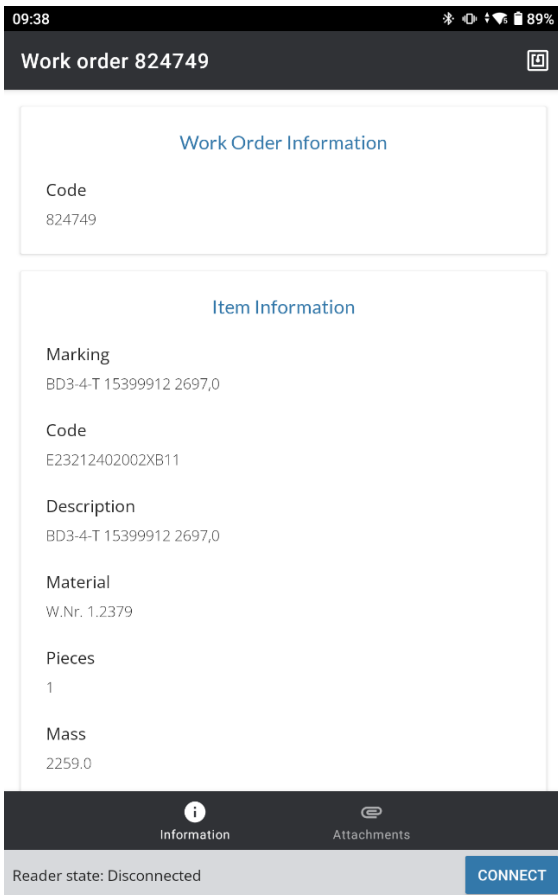 09:38
89%
Work order 824749
Work Order Information
Code
824749
Item Information
Marking
BD3-4-T 15399912 2697,0
Code
E23212402002XB11
Description
BD3-4-T 15399912 2697,0
Material
W.Nr. 1.2379
Pieces
1
Mass
2259.0
Information
Attachments
Reader state: Disconnected
CONNECT